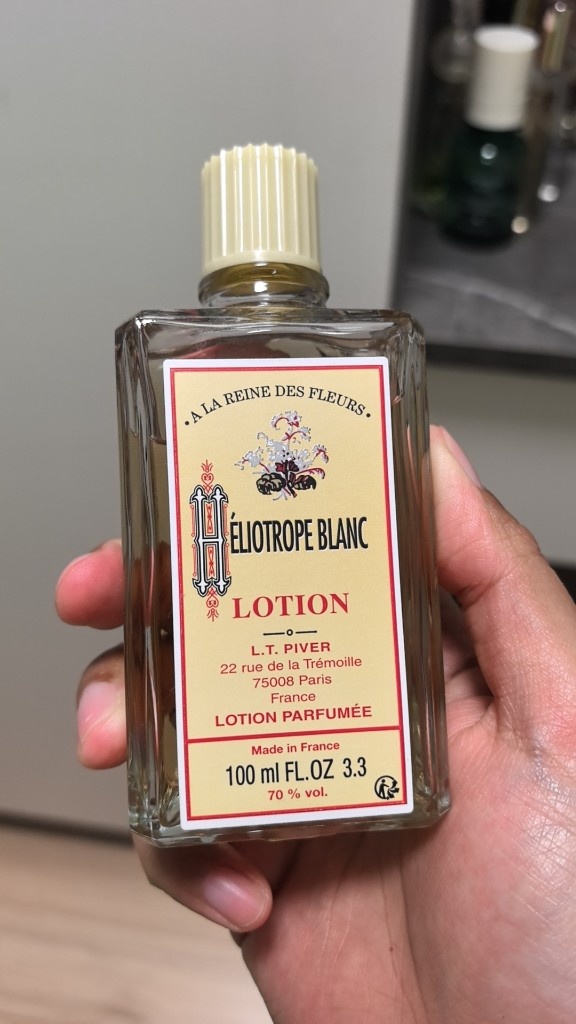 • A LA REINE DES FLEURS •
HÉLIOTROPE BLANC
LOTION
L.T. PIVER
22 rue de la Trémoille
75008 Paris
France
LOTION PARFUMÉE
Made in France
100 ml FL.OZ 3.3
70 % vol.